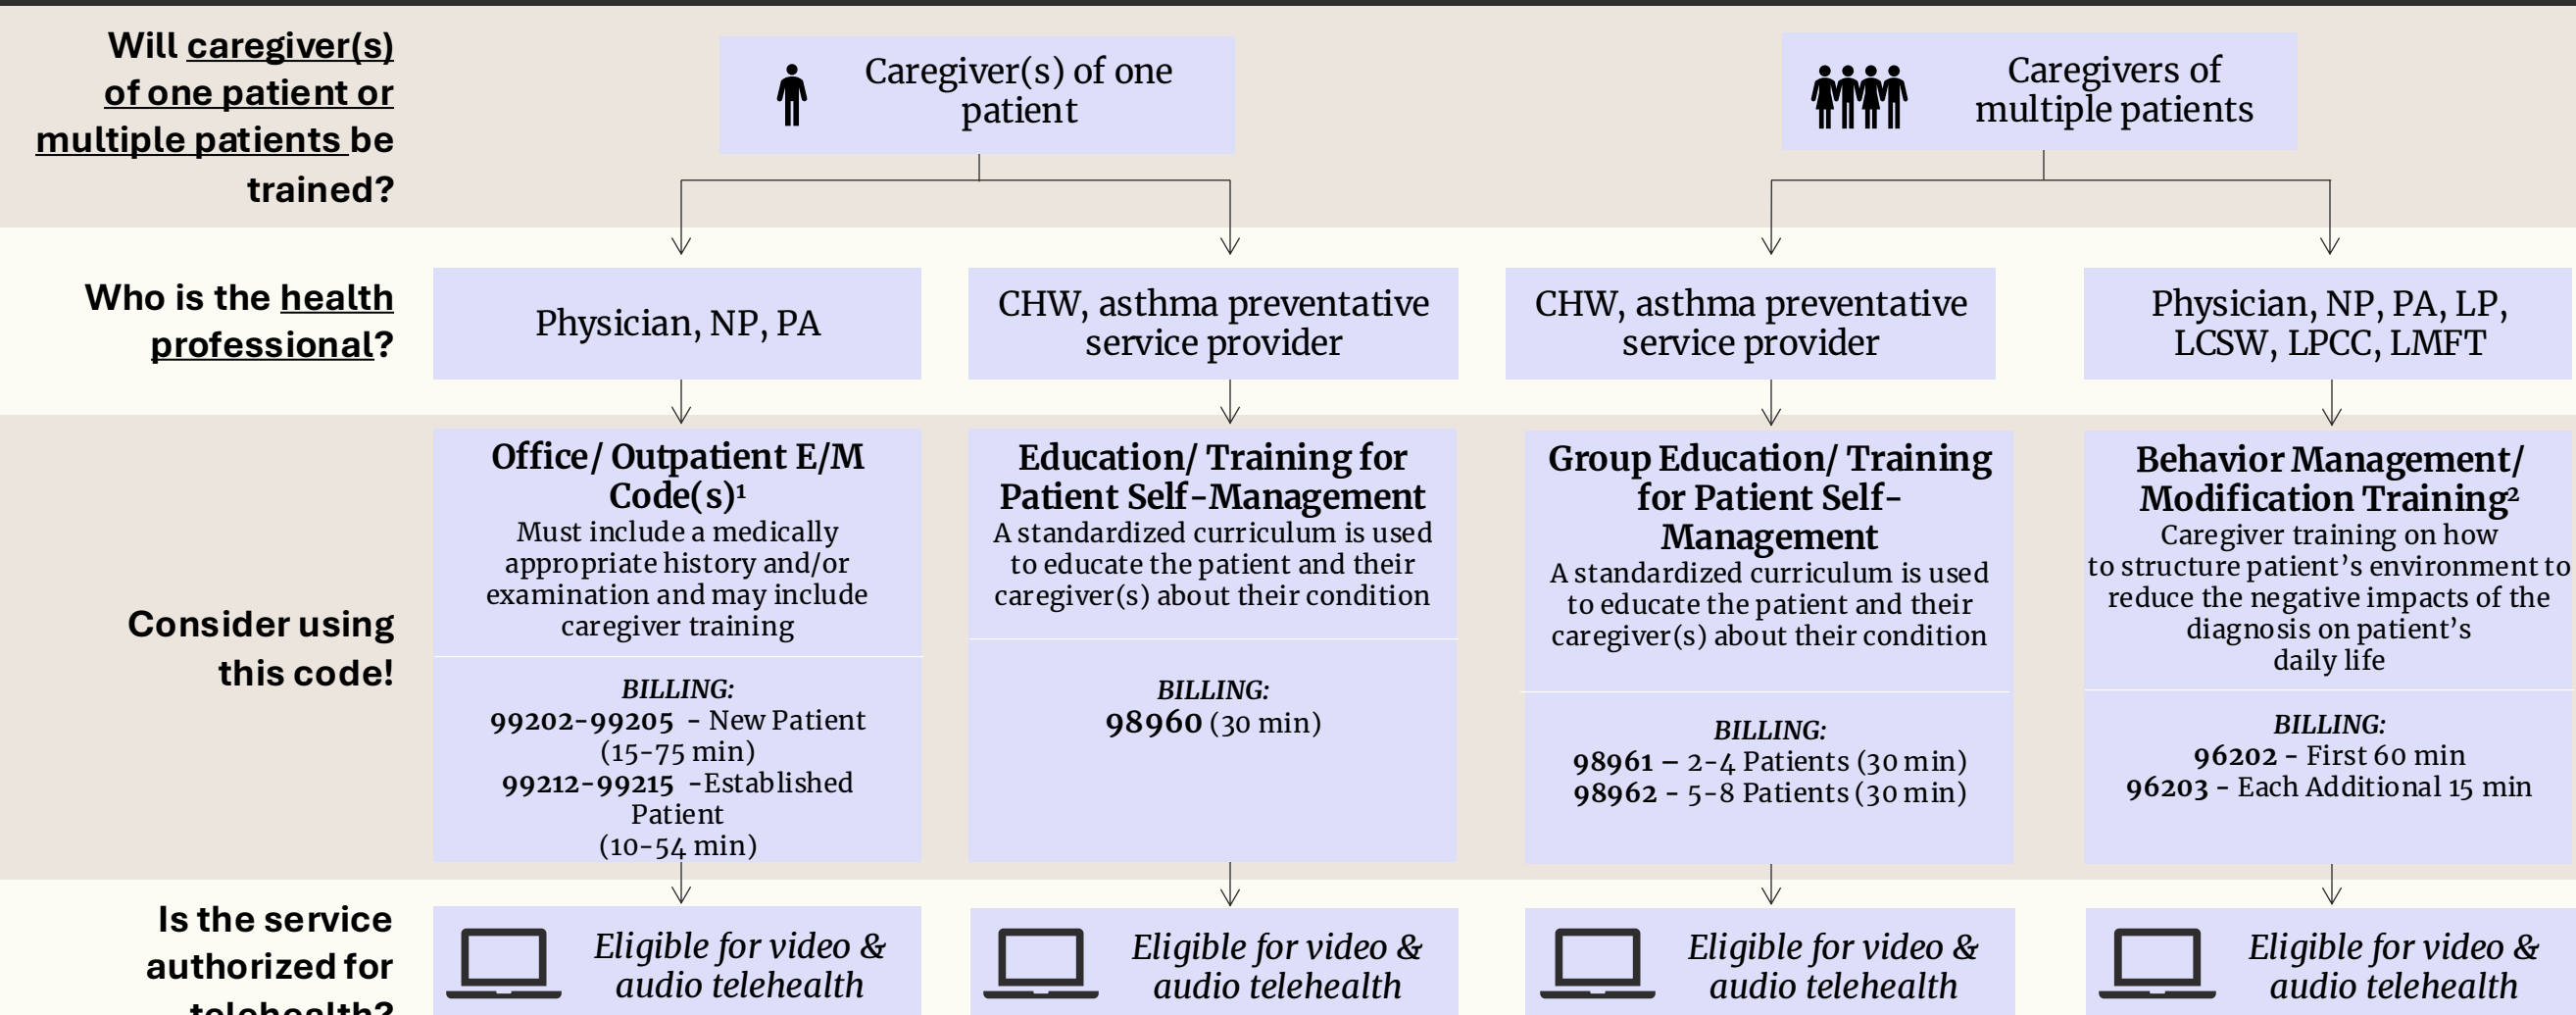 Will caregiver(s)
of one patient or
multiple patients be
trained?
Caregiver(s) of one
patient
Caregivers of
multiple patients
Who is the health
professional?
Physician, NP, PA
CHW, asthma preventative
service provider
CHW, asthma preventative
service provider
Physician, NP, PA, LP,
LCSW, LPCC, LMFT
Consider using
this code!
Office/ Outpatient E/M
Code(s)¹
Must include a medically
appropriate history and/or
examination and may include
caregiver training
BILLING:
99202-99205 - New Patient
(15-75 min)
99212-99215 -Established
Patient
(10-54 min)
Education/ Training for
Patient Self-Management
A standardized curriculum is used
to educate the patient and their
caregiver(s) about their condition
BILLING:
98960 (30 min)
Group Education/ Training
for Patient Self-
Management
A standardized curriculum is used
to educate the patient and their
caregiver(s) about their condition
BILLING:
98961 – 2-4 Patients (30 min)
98962 - 5-8 Patients (30 min)
Behavior Management/
Modification Training²
Caregiver training on how
to structure patient’s environment to
reduce the negative impacts of the
diagnosis on patient’s
daily life
BILLING:
96202 - First 60 min
96203 - Each Additional 15 min
Is the service
authorized for
telehealth?
Eligible for video &
audio telehealth
Eligible for video &
audio telehealth
Eligible for video &
audio telehealth
Eligible for video &
audio telehealth